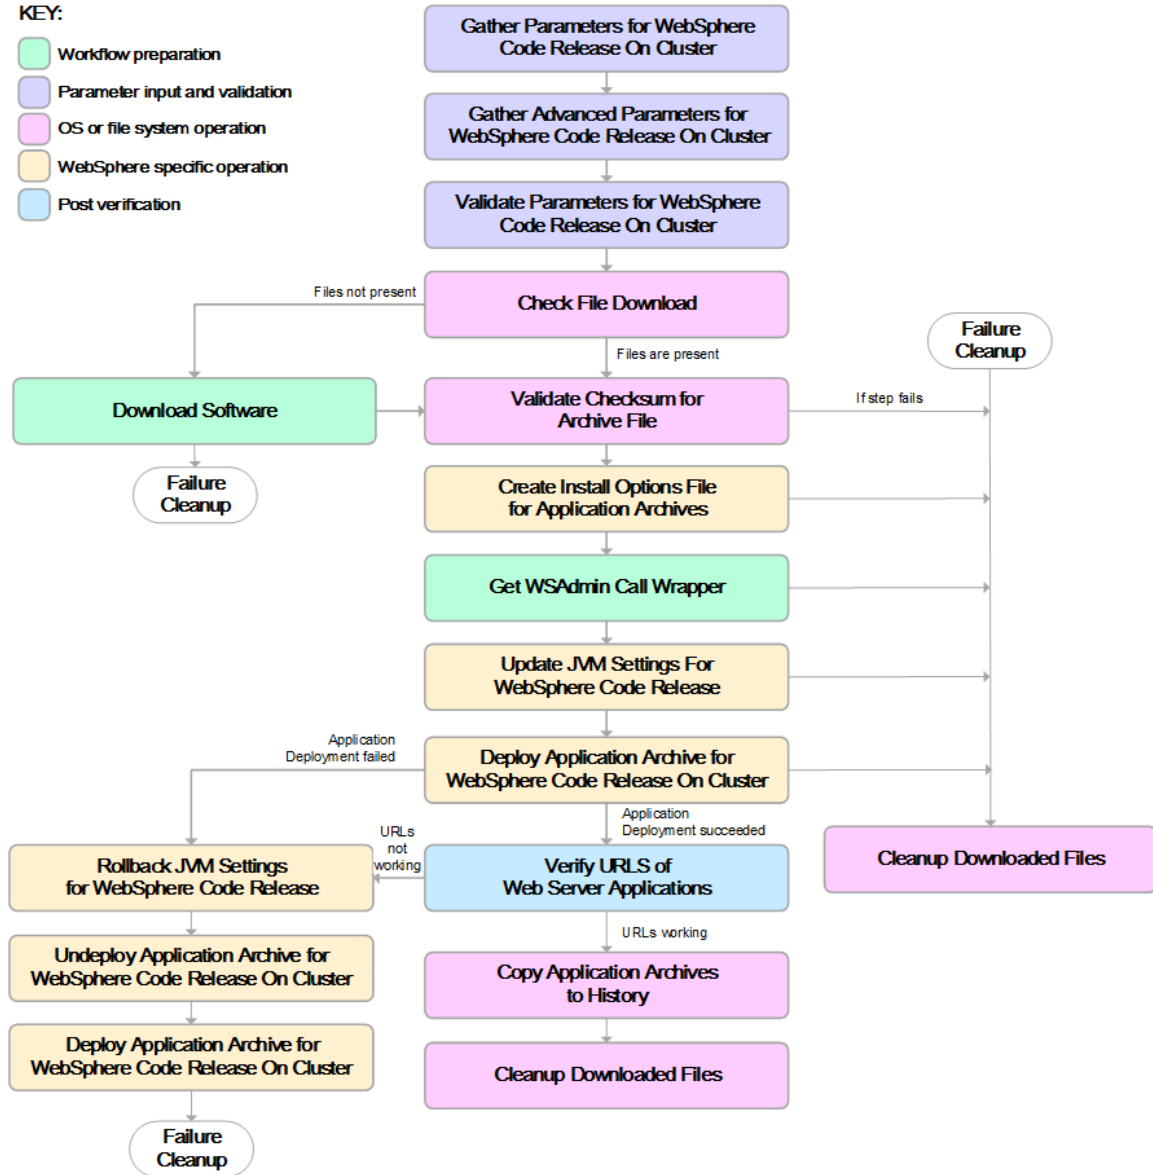 KEY:
Workflow preparation
Parameter input and validation
OS or file system operation
WebSphere specific operation
Post verification
Gather Parameters for WebSphere
Code Release On Cluster
Gather Advanced Parameters for
WebSphere Code Release On Cluster
Validate Parameters for WebSphere
Code Release On Cluster
Files not present
Check File Download
Files are present
Failure
Cleanup
Download Software
Validate Checksum for
Archive File
If step fails
Failure
Cleanup
Create Install Options File
for Application Archives
Get WSAdmin Call Wrapper
Update JVM Settings For
WebSphere Code Release
Application
Deployment failed
Deploy Application Archive for
WebSphere Code Release On Cluster
Application
Deployment succeeded
URLs
not
working
Rollback JVM Settings
for WebSphere Code Release
Verify URLS of
Web Server Applications
Cleanup Downloaded Files
URLs working
Undeploy Application Archive for
WebSphere Code Release On Cluster
Copy Application Archives
to History
Deploy Application Archive for
WebSphere Code Release On Cluster
Cleanup Downloaded Files
Failure
Cleanup